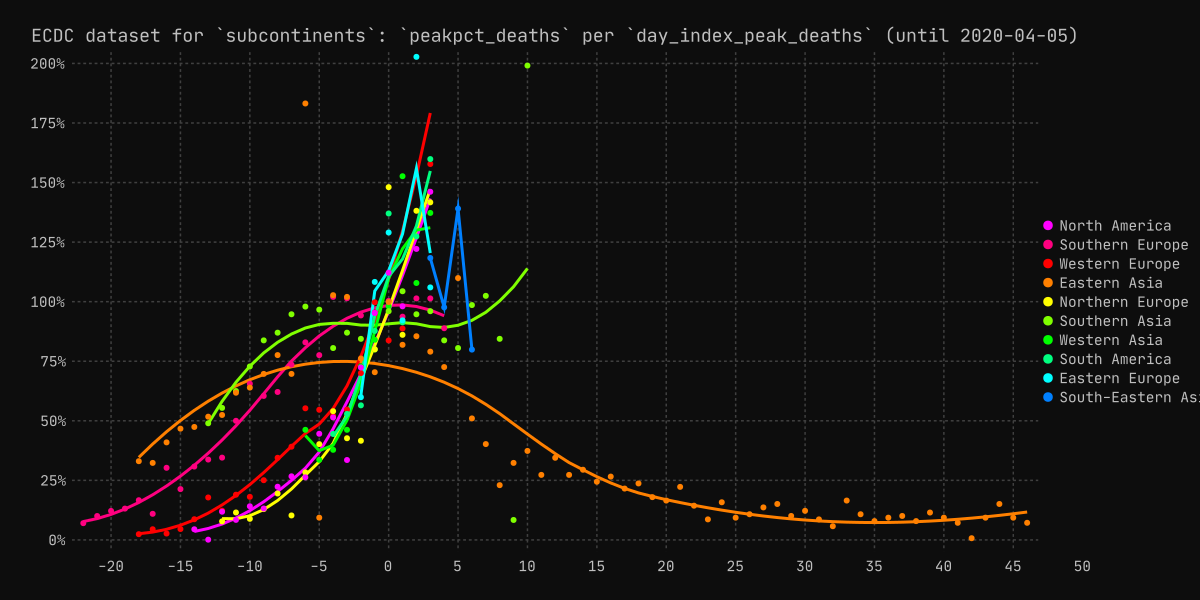 ECDC dataset for `subcontinents`: `peakpct_deaths` per `day_index_peak_deaths` (until 2020-04-05)
200%
175%
150%
125%
100%
75%
50%
25%
0%
-20 -15 -10 -5 0 5 10 15 20 25 30 35 40 45 50
North America
Southern Europe
Western Europe
Eastern Asia
Northern Europe
Southern Asia
Western Asia
South America
Eastern Europe
South-Eastern Asi